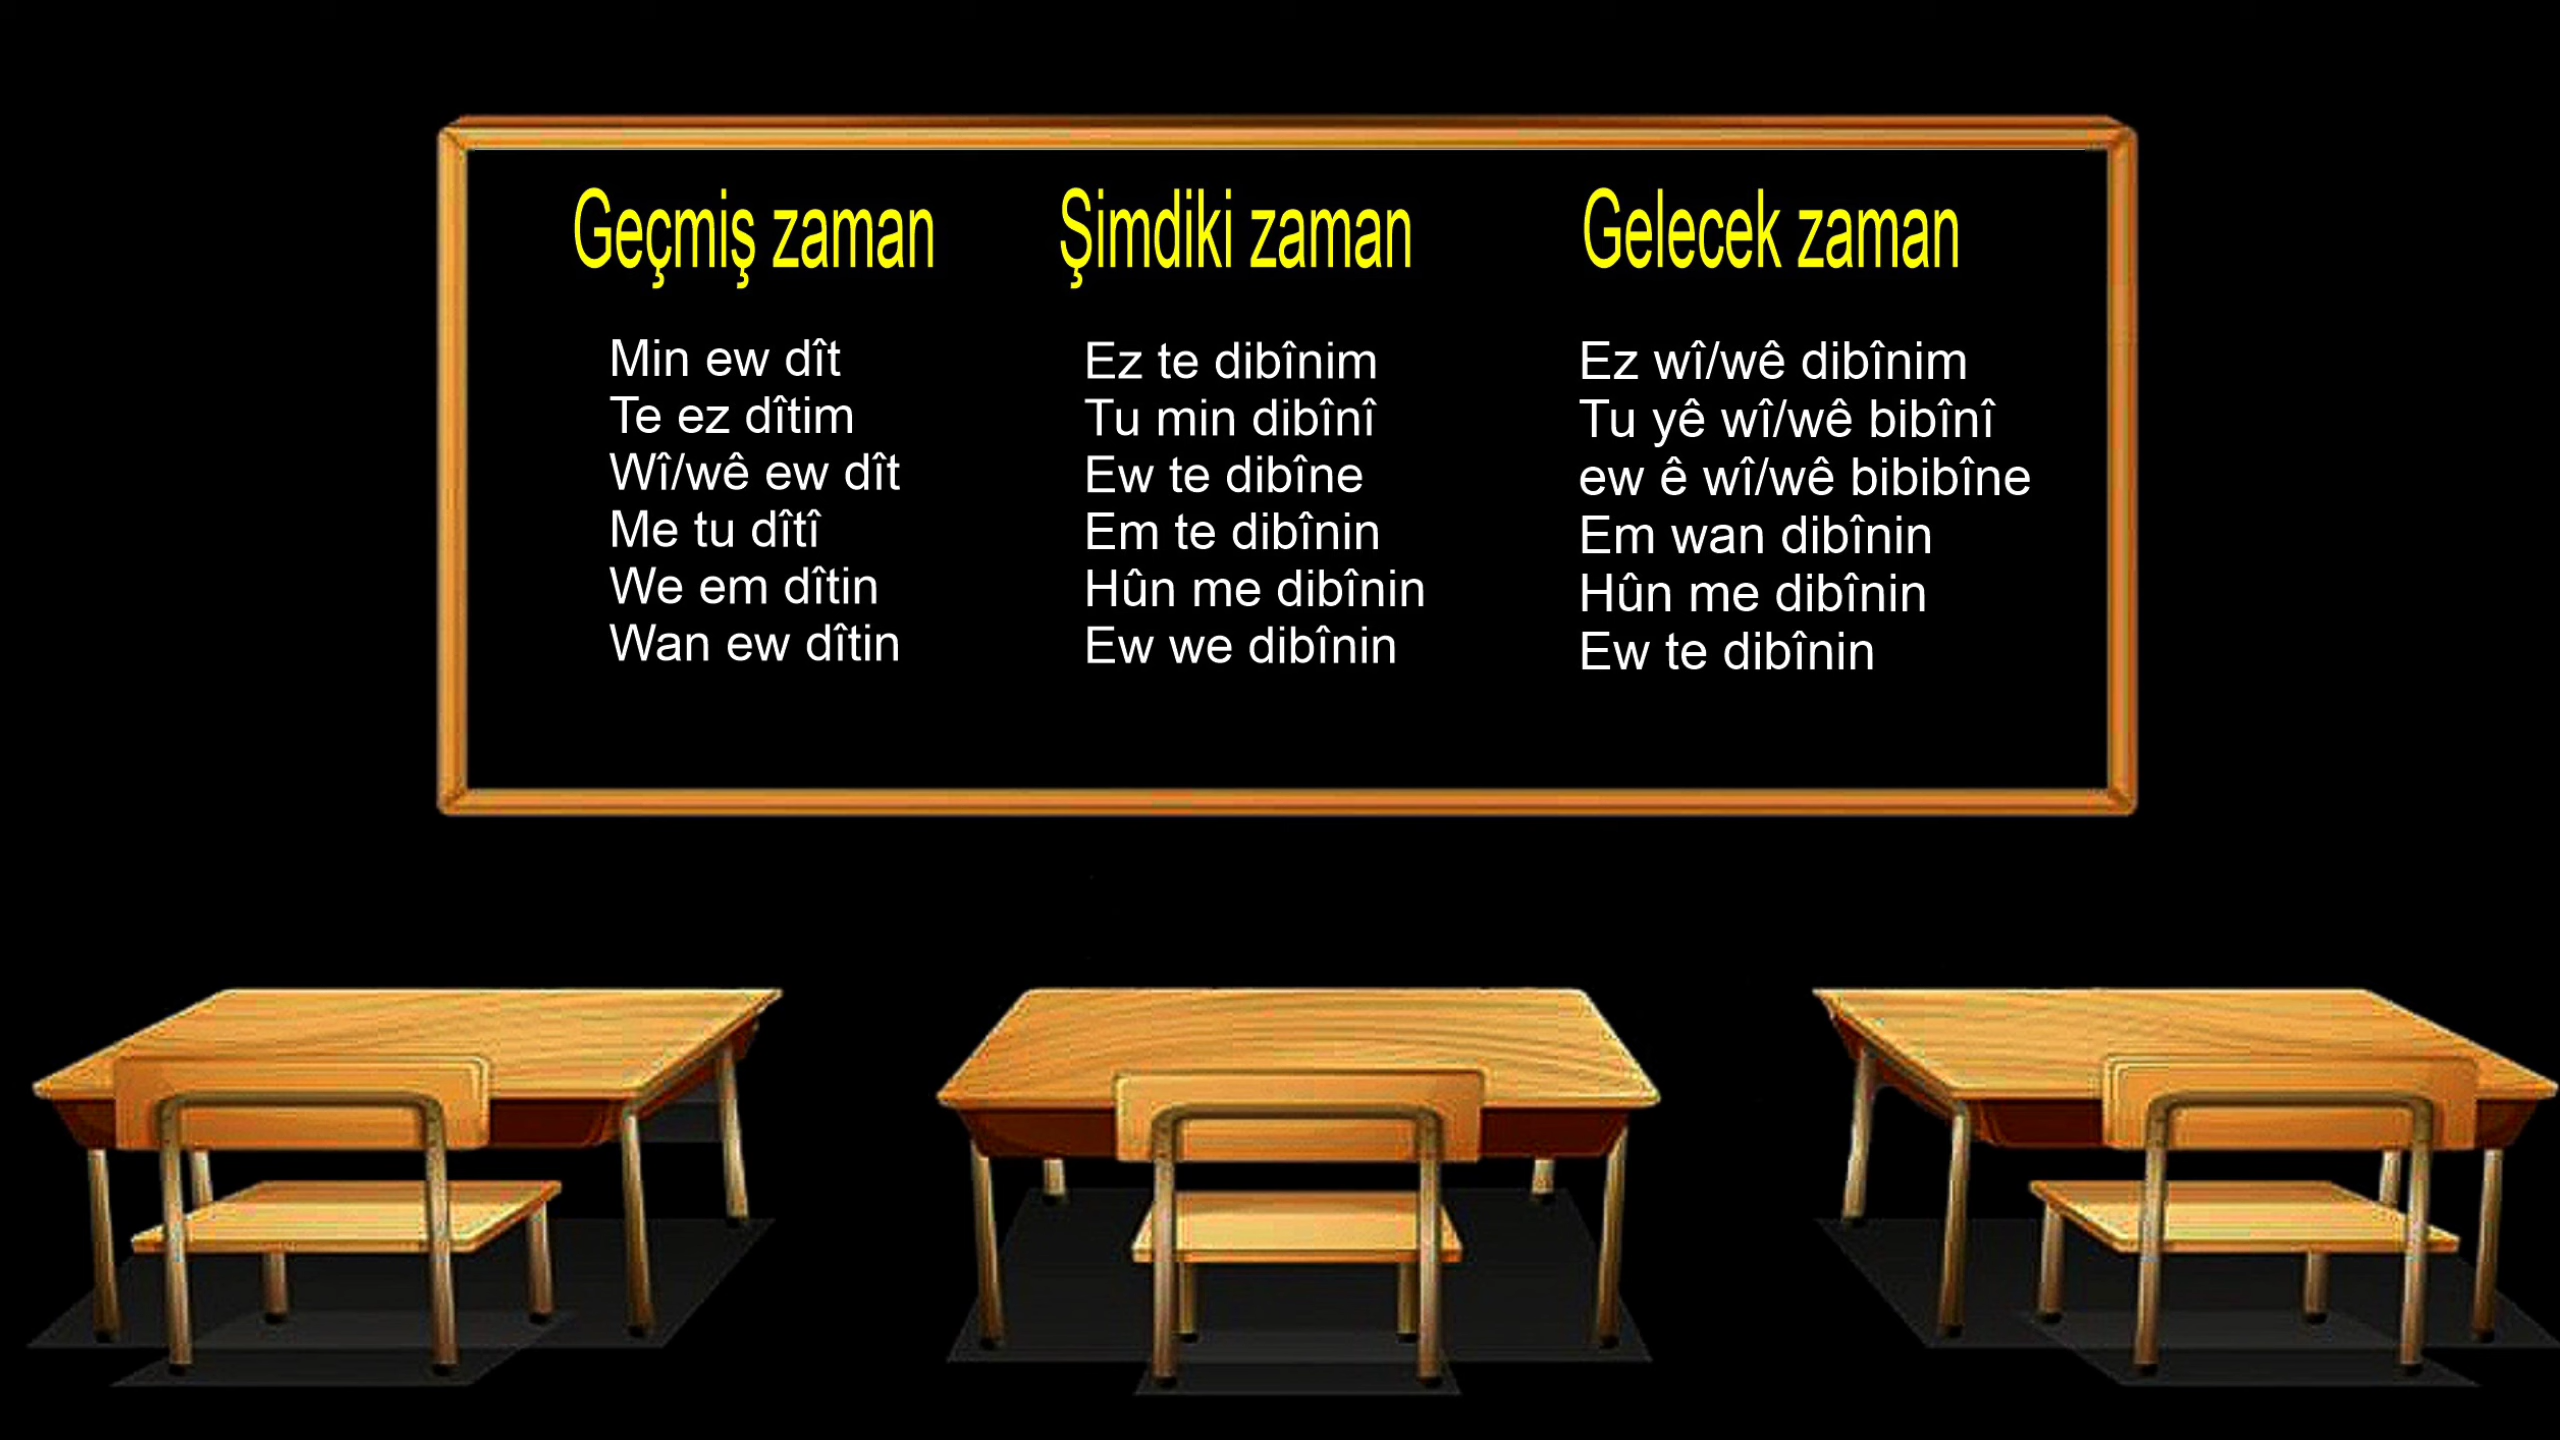 Geçmiş zaman
Min ew dît
Te ez dîtim
Wî/wê ew dît
Me tu dîtî
We em dîtin
Wan ew dîtin
Şimdiki zaman
Ez te dibînim
Tu min dibînî
Ew te dibîne
Em te dibînin
Hûn me dibînin
Ew we dibînin
Gelecek zaman
Ez wî/wê dibînim
Tu yê wî/wê bibînî
ew ê wî/wê bibibîne
Em wan dibînin
Hûn me dibînin
Ew te dibînin